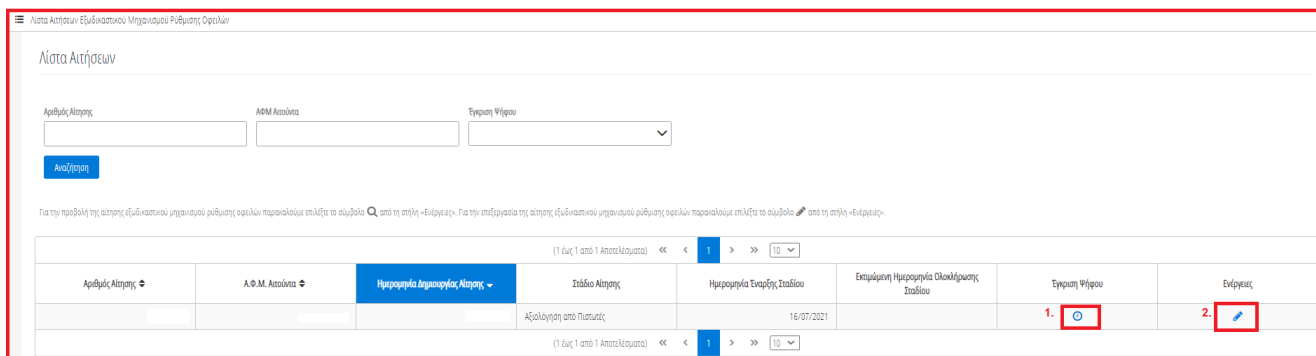 Λίστα Αιτήσεων Εξωδικαστικού Μηχανισμού Ρύθμισης Οφειλών
Λίστα Αιτήσεων
Αριθμός Αίτησης ΑΦΜ Αιτούντα Έγκριση Ψήφου
Αναζήτηση
Για την προβολή της αίτησης εξωδικαστικού μηχανισμού ρύθμισης οφειλών παρακαλούμε επιλέξτε το σύμβολο από τη στήλη «Ενέργειες». Για την επεξεργασία της αίτησης εξωδικαστικού μηχανισμού ρύθμισης οφειλών παρακαλούμε επιλέξτε το σύμβολο από τη στήλη «Ενέργειες».
(1 έως 1 από 1 Αποτελέσματα) « < 1 > » 10
Αριθμός Αίτησης Α.Φ.Μ. Αιτούντα Ημερομηνία Δημιουργίας Αίτησης Στάδιο Αίτησης Ημερομηνία Έναρξης Σταδίου Εκτιμώμενη Ημερομηνία Ολοκλήρωσης Σταδίου Έγκριση Ψήφου Ενέργειες
Αξιολόγηση από Πιστωτές 16/07/2021 1. 2.
(1 έως 1 από 1 Αποτελέσματα) « < 1 > » 10